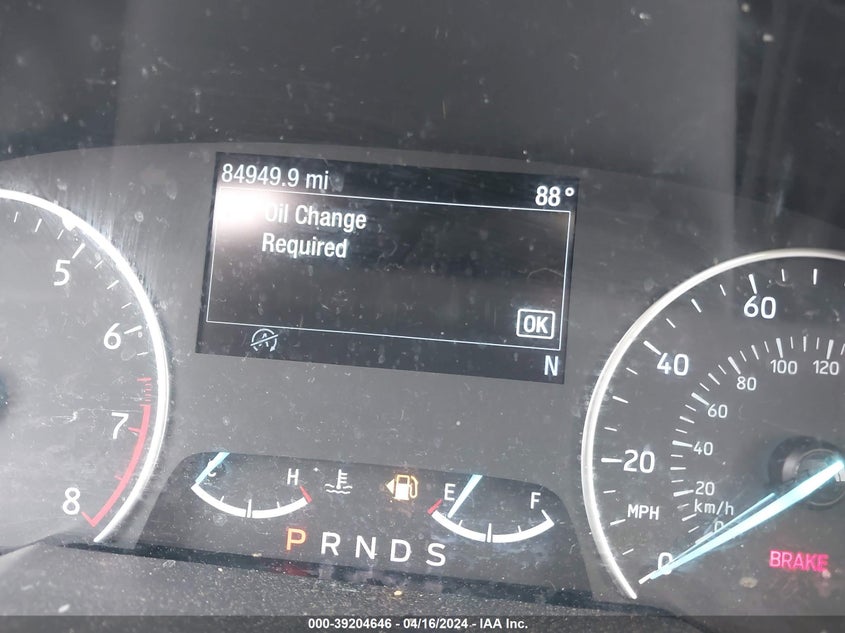 84949.9 mi
88°
Oil Change
Required
OK
N
5
6
7
8
C
H
E
F
P R N D S
60
40
20
0
MPH
120
100
80
60
40
20
0
km/h
BRAKE
000-39204646 - 04/16/2024 - IAA Inc.